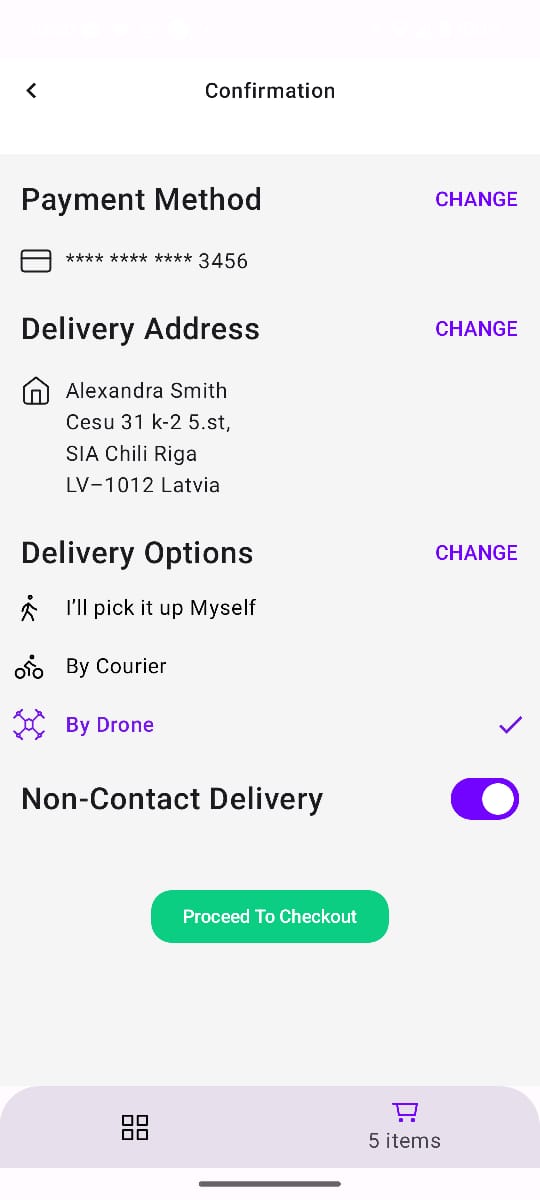 Confirmation
Payment Method
CHANGE
**** **** **** 3456
Delivery Address
CHANGE
Alexandra Smith
Cesu 31 k-2 5.st,
SIA Chili Riga
LV–1012 Latvia
Delivery Options
CHANGE
I’ll pick it up Myself
By Courier
By Drone
Non-Contact Delivery
Proceed To Checkout
5 items